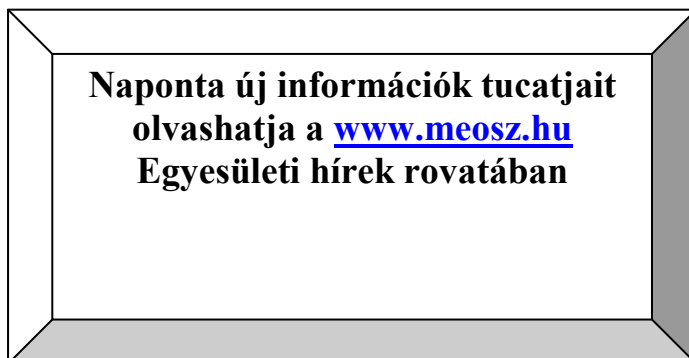 Naponta új információk tucatjait
olvashatja a www.meosz.hu
Egyesületi hírek rovatában